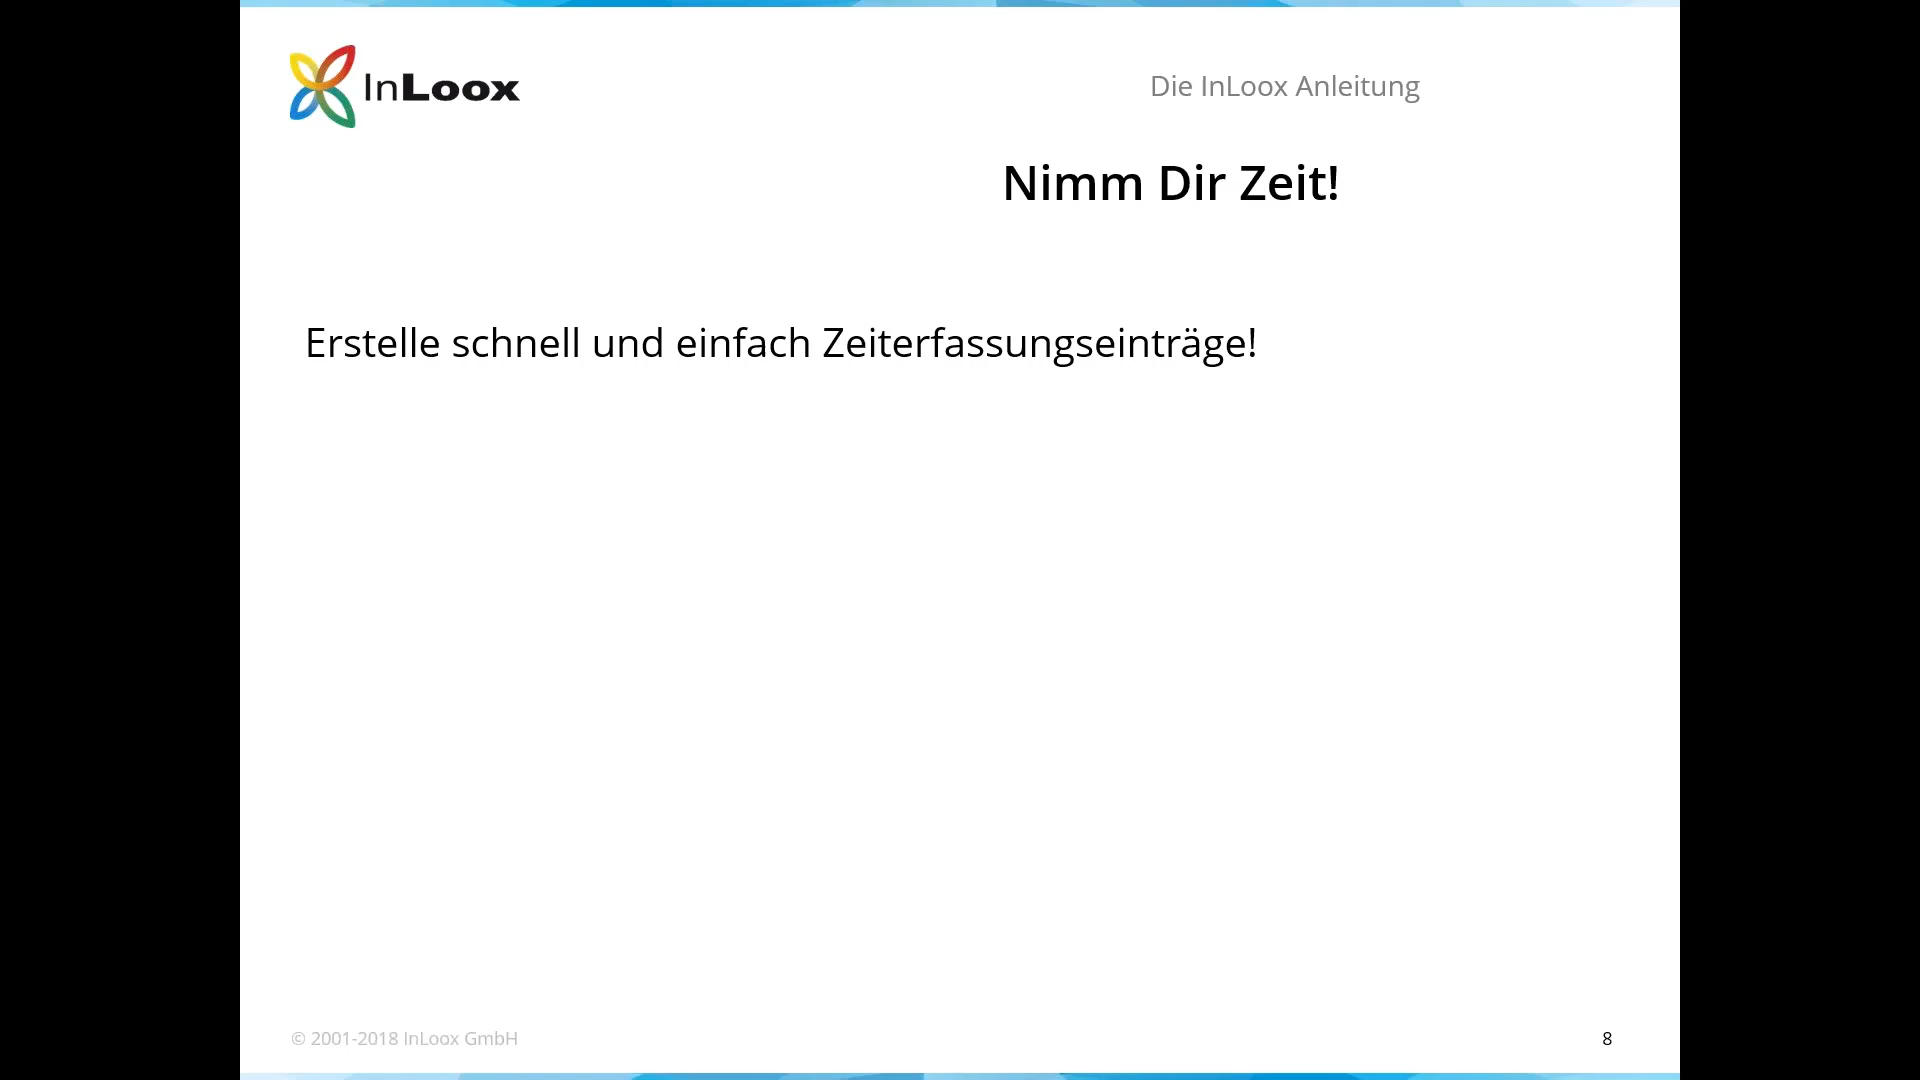 InLoox
Die InLoox Anleitung
Nimm Dir Zeit!
Erstelle schnell und einfach Zeiterfassungseinträge!
© 2001-2018 InLoox GmbH
8